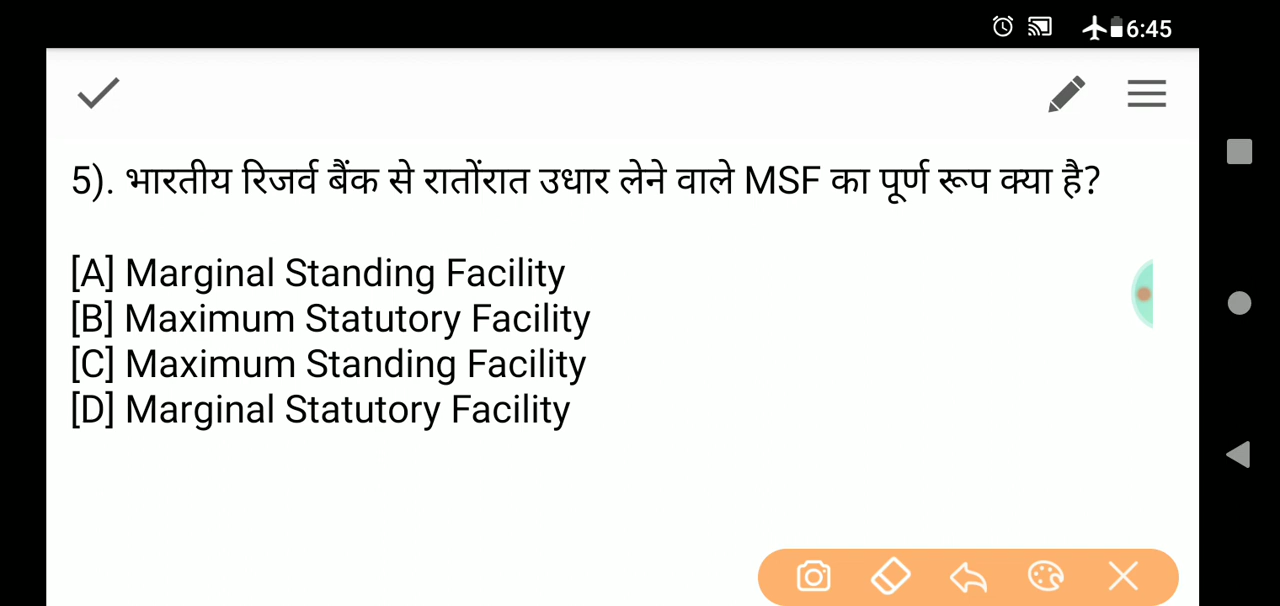 6:45
5). भारतीय रिजर्व बैंक से रातोंरात उधार लेने वाले MSF का पूर्ण रूप क्या है?
[A] Marginal Standing Facility
[B] Maximum Statutory Facility
[C] Maximum Standing Facility
[D] Marginal Statutory Facility